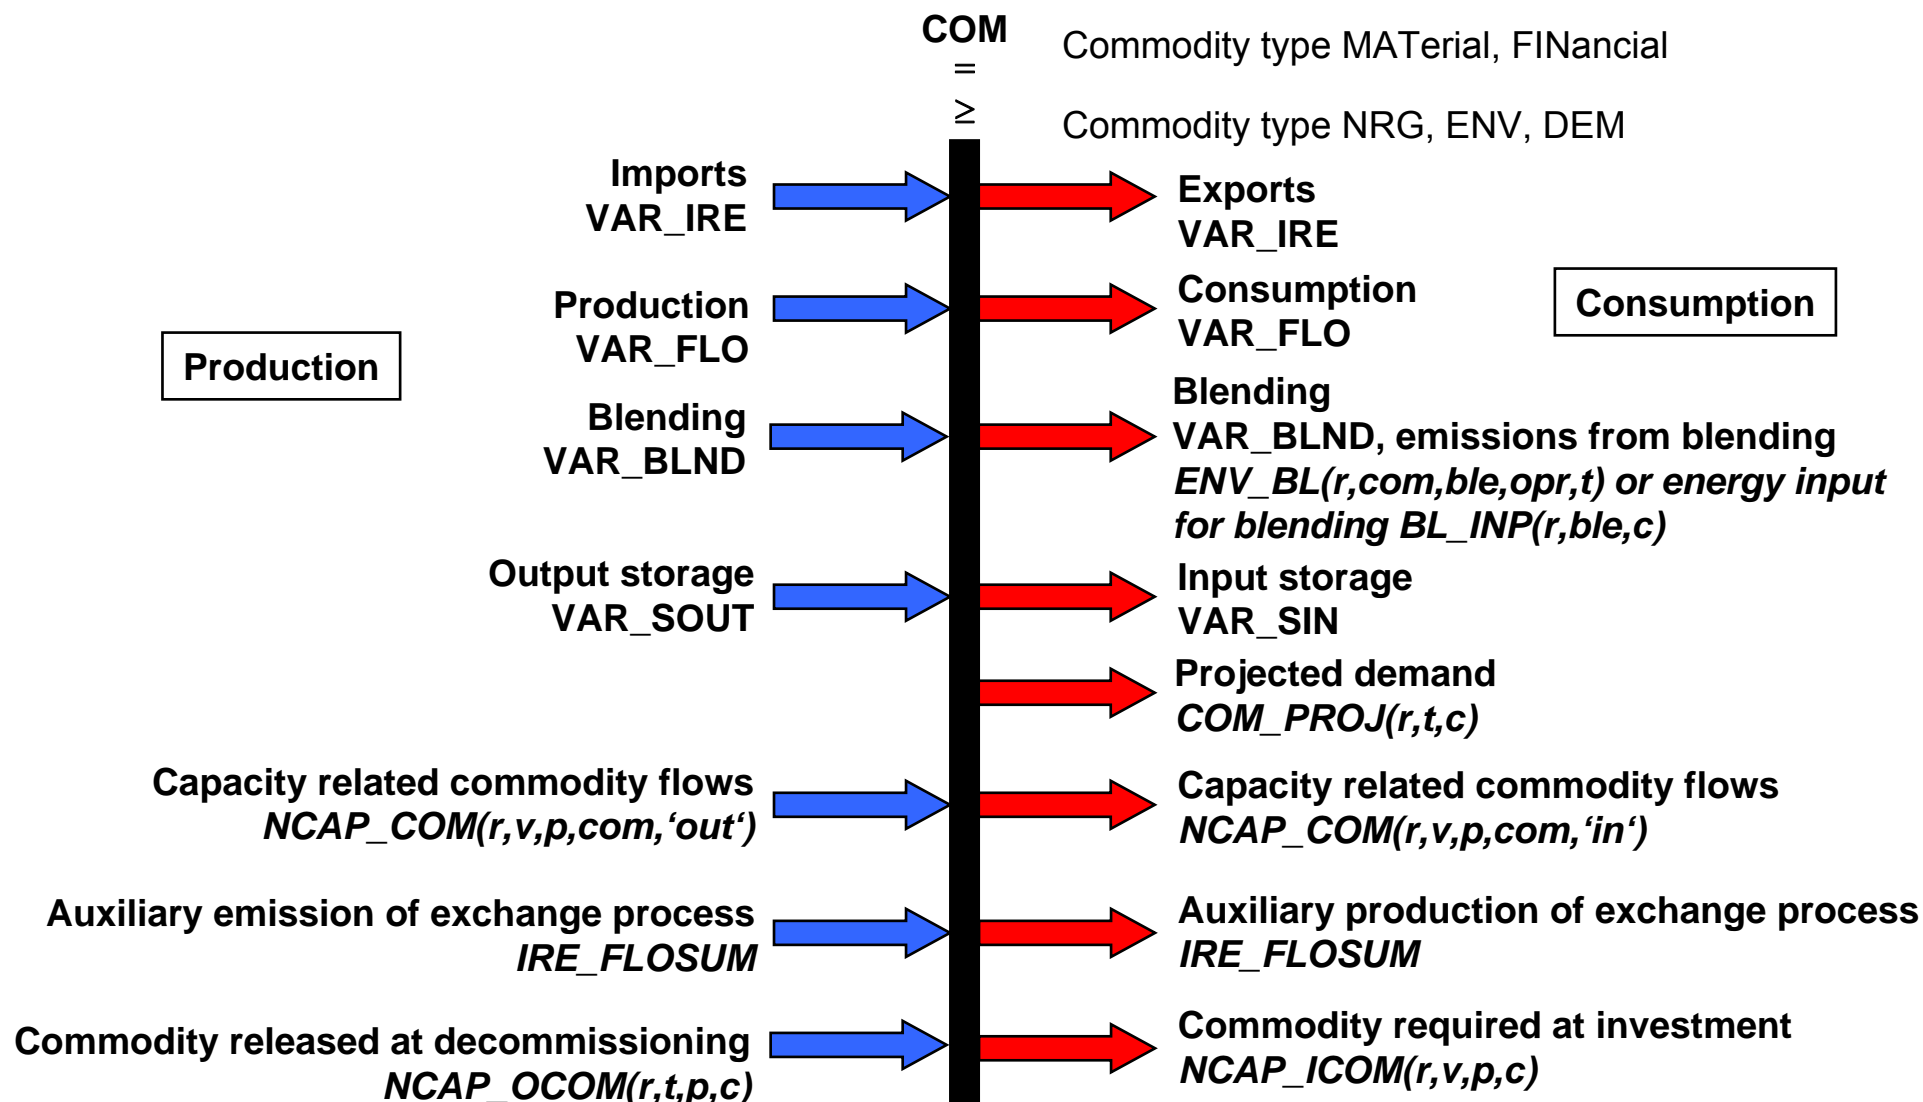 COM
=
≥
Commodity type MATerial, FINancial
Commodity type NRG, ENV, DEM
Production
Imports
VAR_IRE
Production
VAR_FLO
Blending
VAR_BLND
Output storage
VAR_SOUT
Capacity related commodity flows
NCAP_COM(r,v,p,com,‘out‘)
Auxiliary emission of exchange process
IRE_FLOSUM
Commodity released at decommissioning
NCAP_OCOM(r,t,p,c)
Exports
VAR_IRE
Consumption
VAR_FLO
Blending
VAR_BLND, emissions from blending
ENV_BL(r,com,ble,opr,t) or energy input
for blending BL_INP(r,ble,c)
Input storage
VAR_SIN
Projected demand
COM_PROJ(r,t,c)
Capacity related commodity flows
NCAP_COM(r,v,p,com,‘in‘)
Auxiliary production of exchange process
IRE_FLOSUM
Commodity required at investment
NCAP_ICOM(r,v,p,c)
Consumption